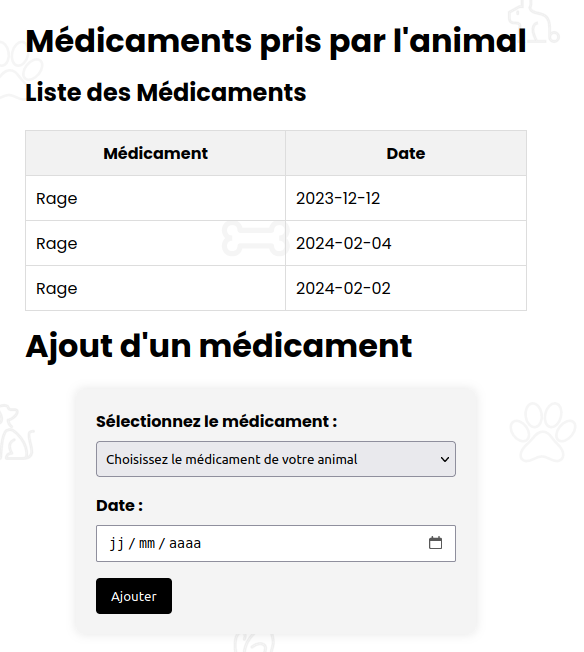 Médicaments pris par l'animal
Liste des Médicaments
Médicament Date
Rage 2023-12-12
Rage 2024-02-04
Rage 2024-02-02
Ajout d'un médicament
Sélectionnez le médicament :
Choisissez le médicament de votre animal
Date :
jj / mm / aaaa
Ajouter